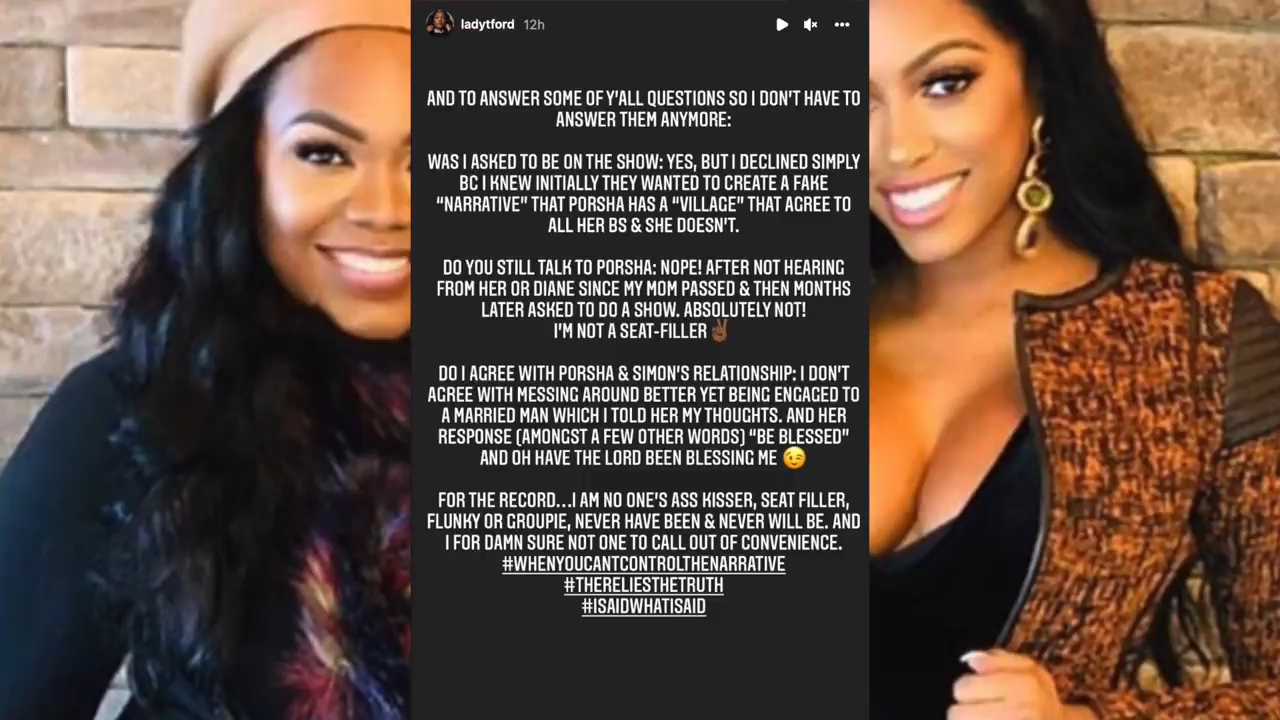 ladytford 12h
AND TO ANSWER SOME OF Y'ALL QUESTIONS SO I DON'T HAVE TO
ANSWER THEM ANYMORE:
WAS I ASKED TO BE ON THE SHOW: YES, BUT I DECLINED SIMPLY
BC I KNEW INITIALLY THEY WANTED TO CREATE A FAKE
“NARRATIVE” THAT PORSHA HAS A “VILLAGE” THAT AGREE TO
ALL HER BS & SHE DOESN'T.
DO YOU STILL TALK TO PORSHA: NOPE! AFTER NOT HEARING
FROM HER OR DIANE SINCE MY MOM PASSED & THEN MONTHS
LATER ASKED TO DO A SHOW. ABSOLUTELY NOT!
I'M NOT A SEAT-FILLER✌🏾
DO I AGREE WITH PORSHA & SIMON'S RELATIONSHIP: I DON'T
AGREE WITH MESSING AROUND BETTER YET BEING ENGAGED TO
A MARRIED MAN WHICH I TOLD HER MY THOUGHTS. AND HER
RESPONSE (AMONGST A FEW OTHER WORDS) “BE BLESSED”
AND OH HAVE THE LORD BEEN BLESSING ME 😉
FOR THE RECORD...I AM NO ONE'S ASS KISSER, SEAT FILLER,
FLUNKY OR GROUPIE, NEVER HAVE BEEN & NEVER WILL BE. AND
I FOR DAMN SURE NOT ONE TO CALL OUT OF CONVENIENCE.
#WHENYOUCANTCONTROLTHENARRATIVE
#THERELIESTHETRUTH
#ISAIDWHATISAID